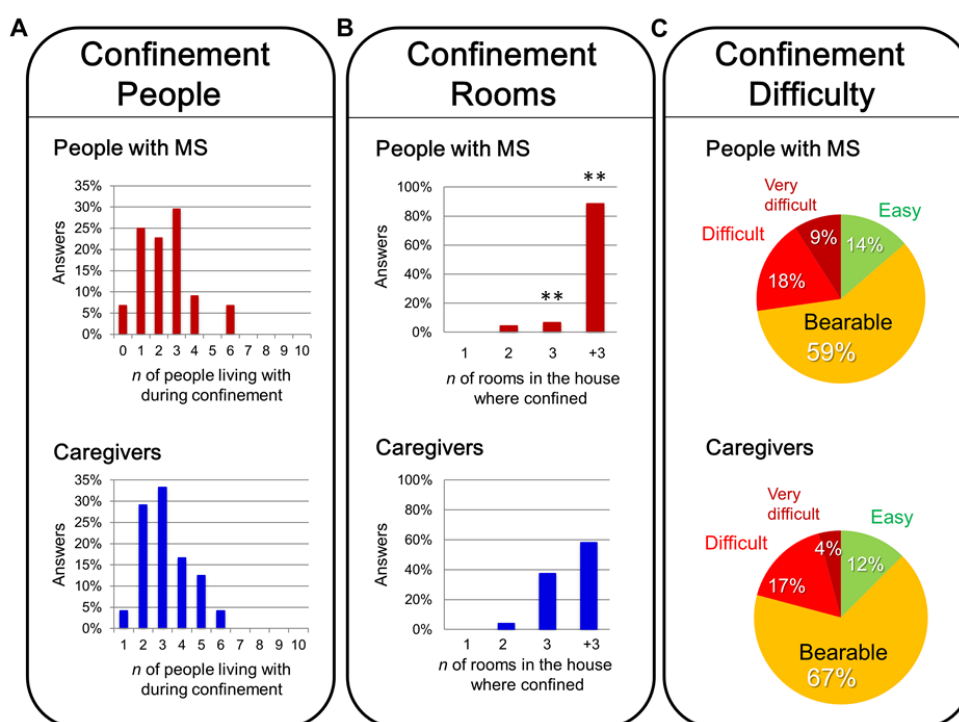 A
Confinement
People
People with MS
35%
30%
25%
20%
15%
10%
5%
0%
Answers
0 1 2 3 4 5 6 7 8 9 10
n of people living with
during confinement
Caregivers
35%
30%
25%
20%
15%
10%
5%
0%
Answers
1 2 3 4 5 6 7 8 9 10
n of people living with
during confinement
B
Confinement
Rooms
People with MS
100%
80%
60%
40%
20%
0%
Answers
**
**
1 2 3 +3
n of rooms in the house
where confined
Caregivers
100%
80%
60%
40%
20%
0%
Answers
1 2 3 +3
n of rooms in the house
where confined
C
Confinement
Difficulty
People with MS
Very
difficult
Easy
Difficult
9%
14%
18%
Bearable
59%
Caregivers
Very
difficult
Easy
Difficult
4%
12%
17%
Bearable
67%